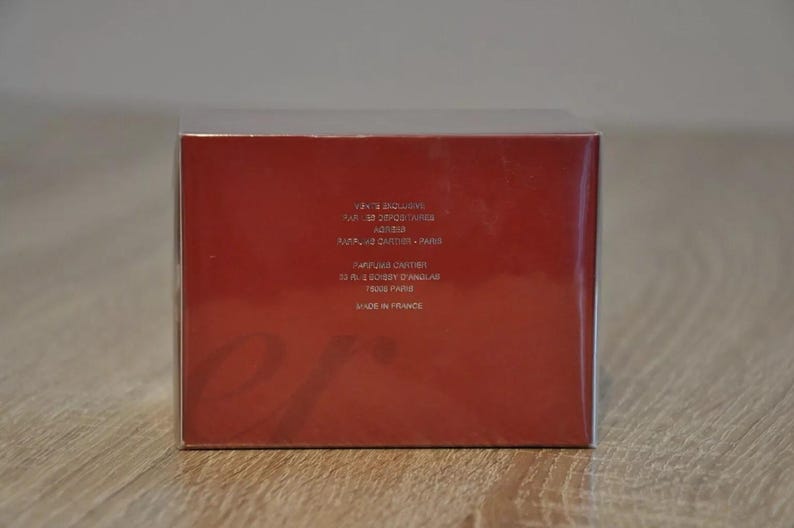 VENTE EXCLUSIVE
PAR LES DEPOSITAIRES
AGREES
PARFUMS CARTIER - PARIS
PARFUMS CARTIER
33 RUE BOISSY D'ANGLAS
75008 PARIS
MADE IN FRANCE
er